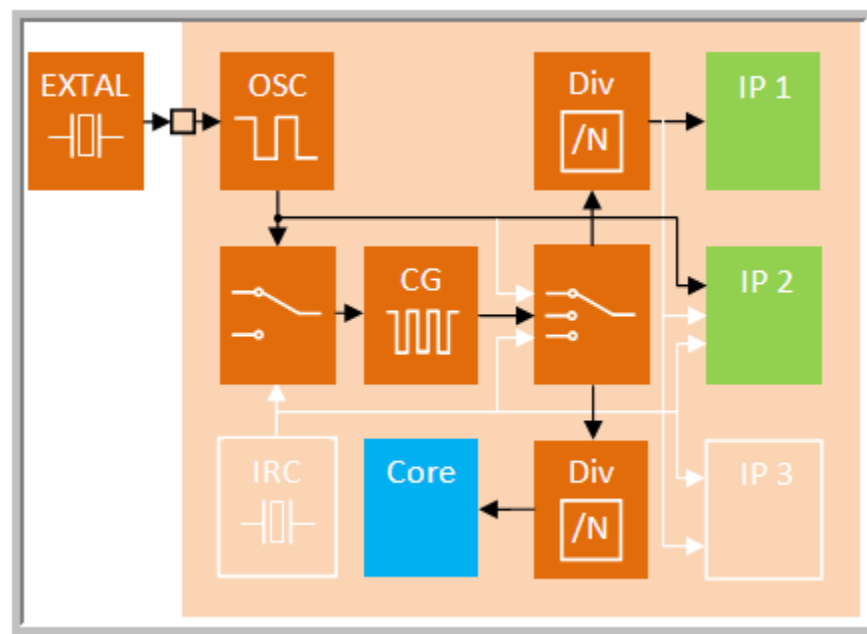 EXTAL
OSC
Div
/N
IP 1
CG
IP 2
IRC
Core
Div
/N
IP 3